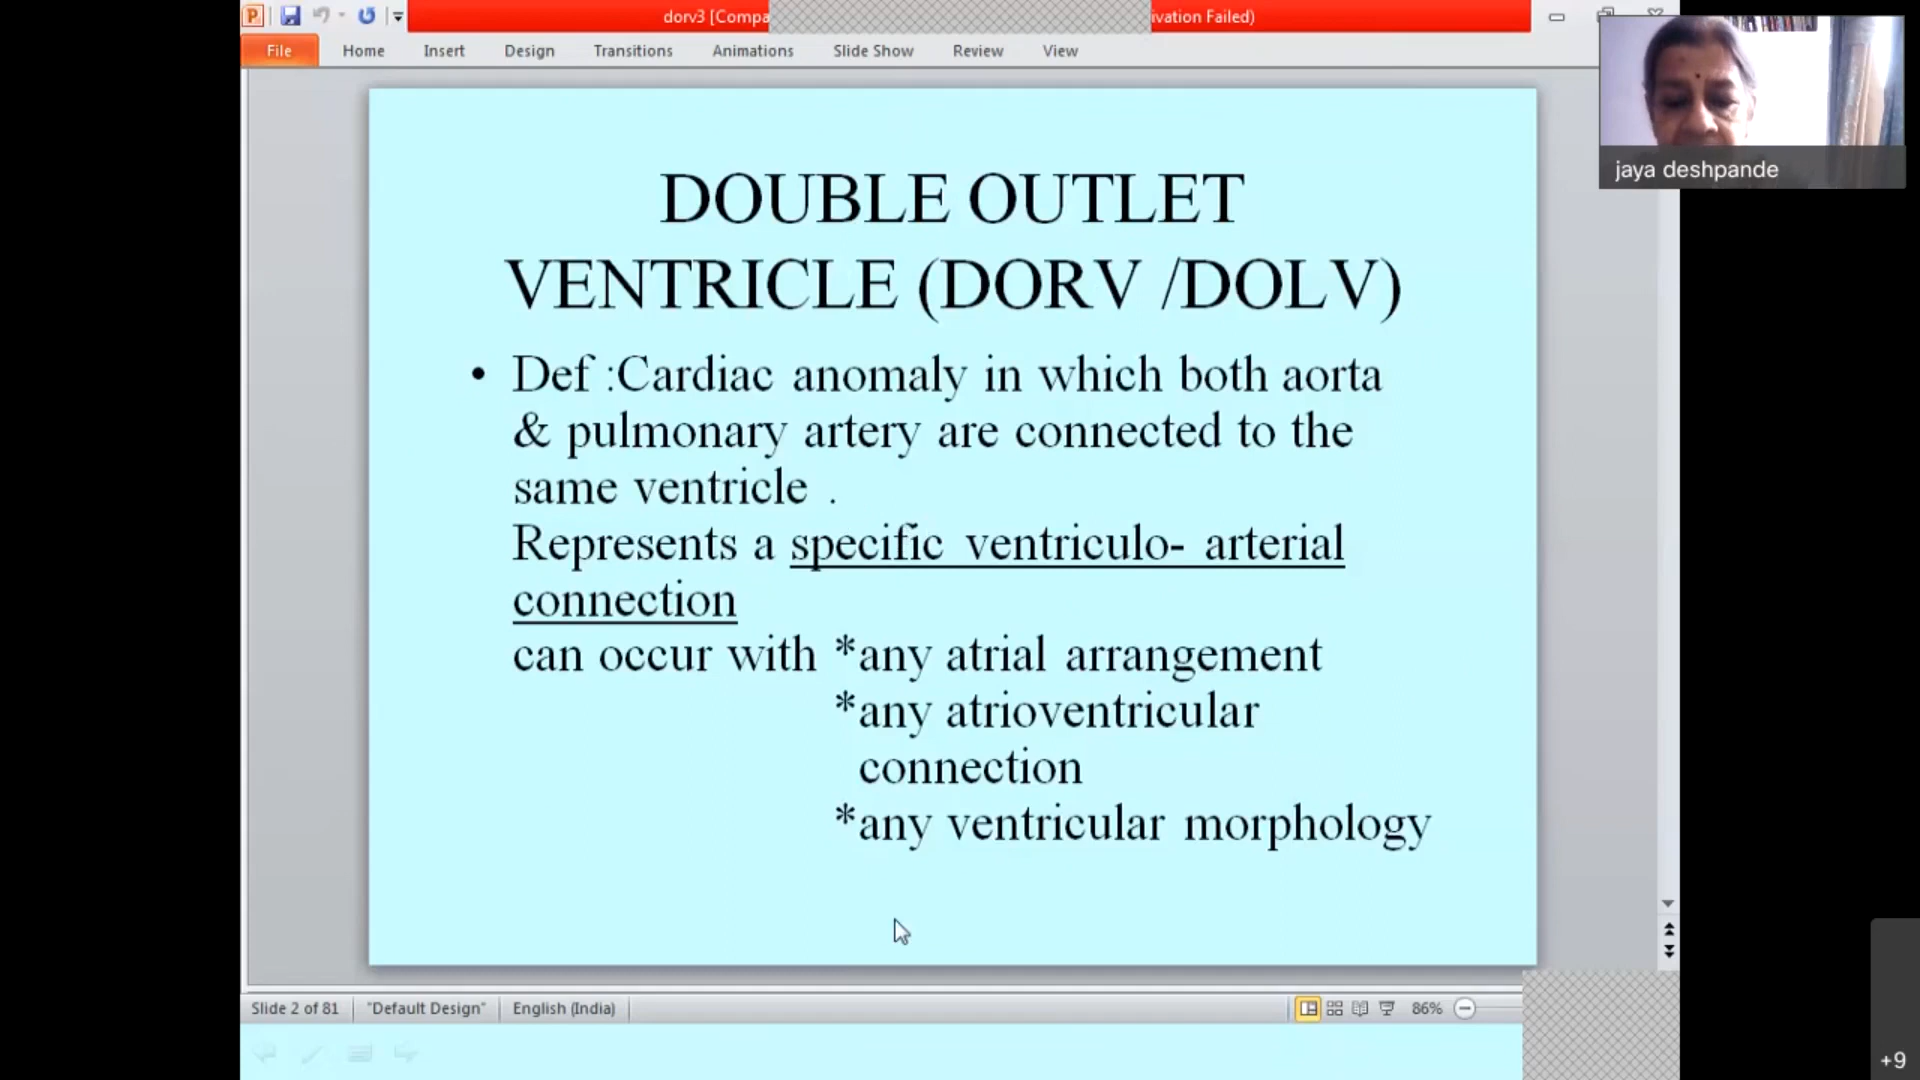 dorv3 [Compa
ivation Failed)
File Home Insert Design Transitions Animations Slide Show Review View
jaya deshpande
DOUBLE OUTLET
VENTRICLE (DORV /DOLV)
• Def :Cardiac anomaly in which both aorta
& pulmonary artery are connected to the
same ventricle .
Represents a specific ventriculo- arterial
connection
can occur with *any atrial arrangement
*any atrioventricular
connection
*any ventricular morphology
Slide 2 of 81 "Default Design" English (India) 86%
+9